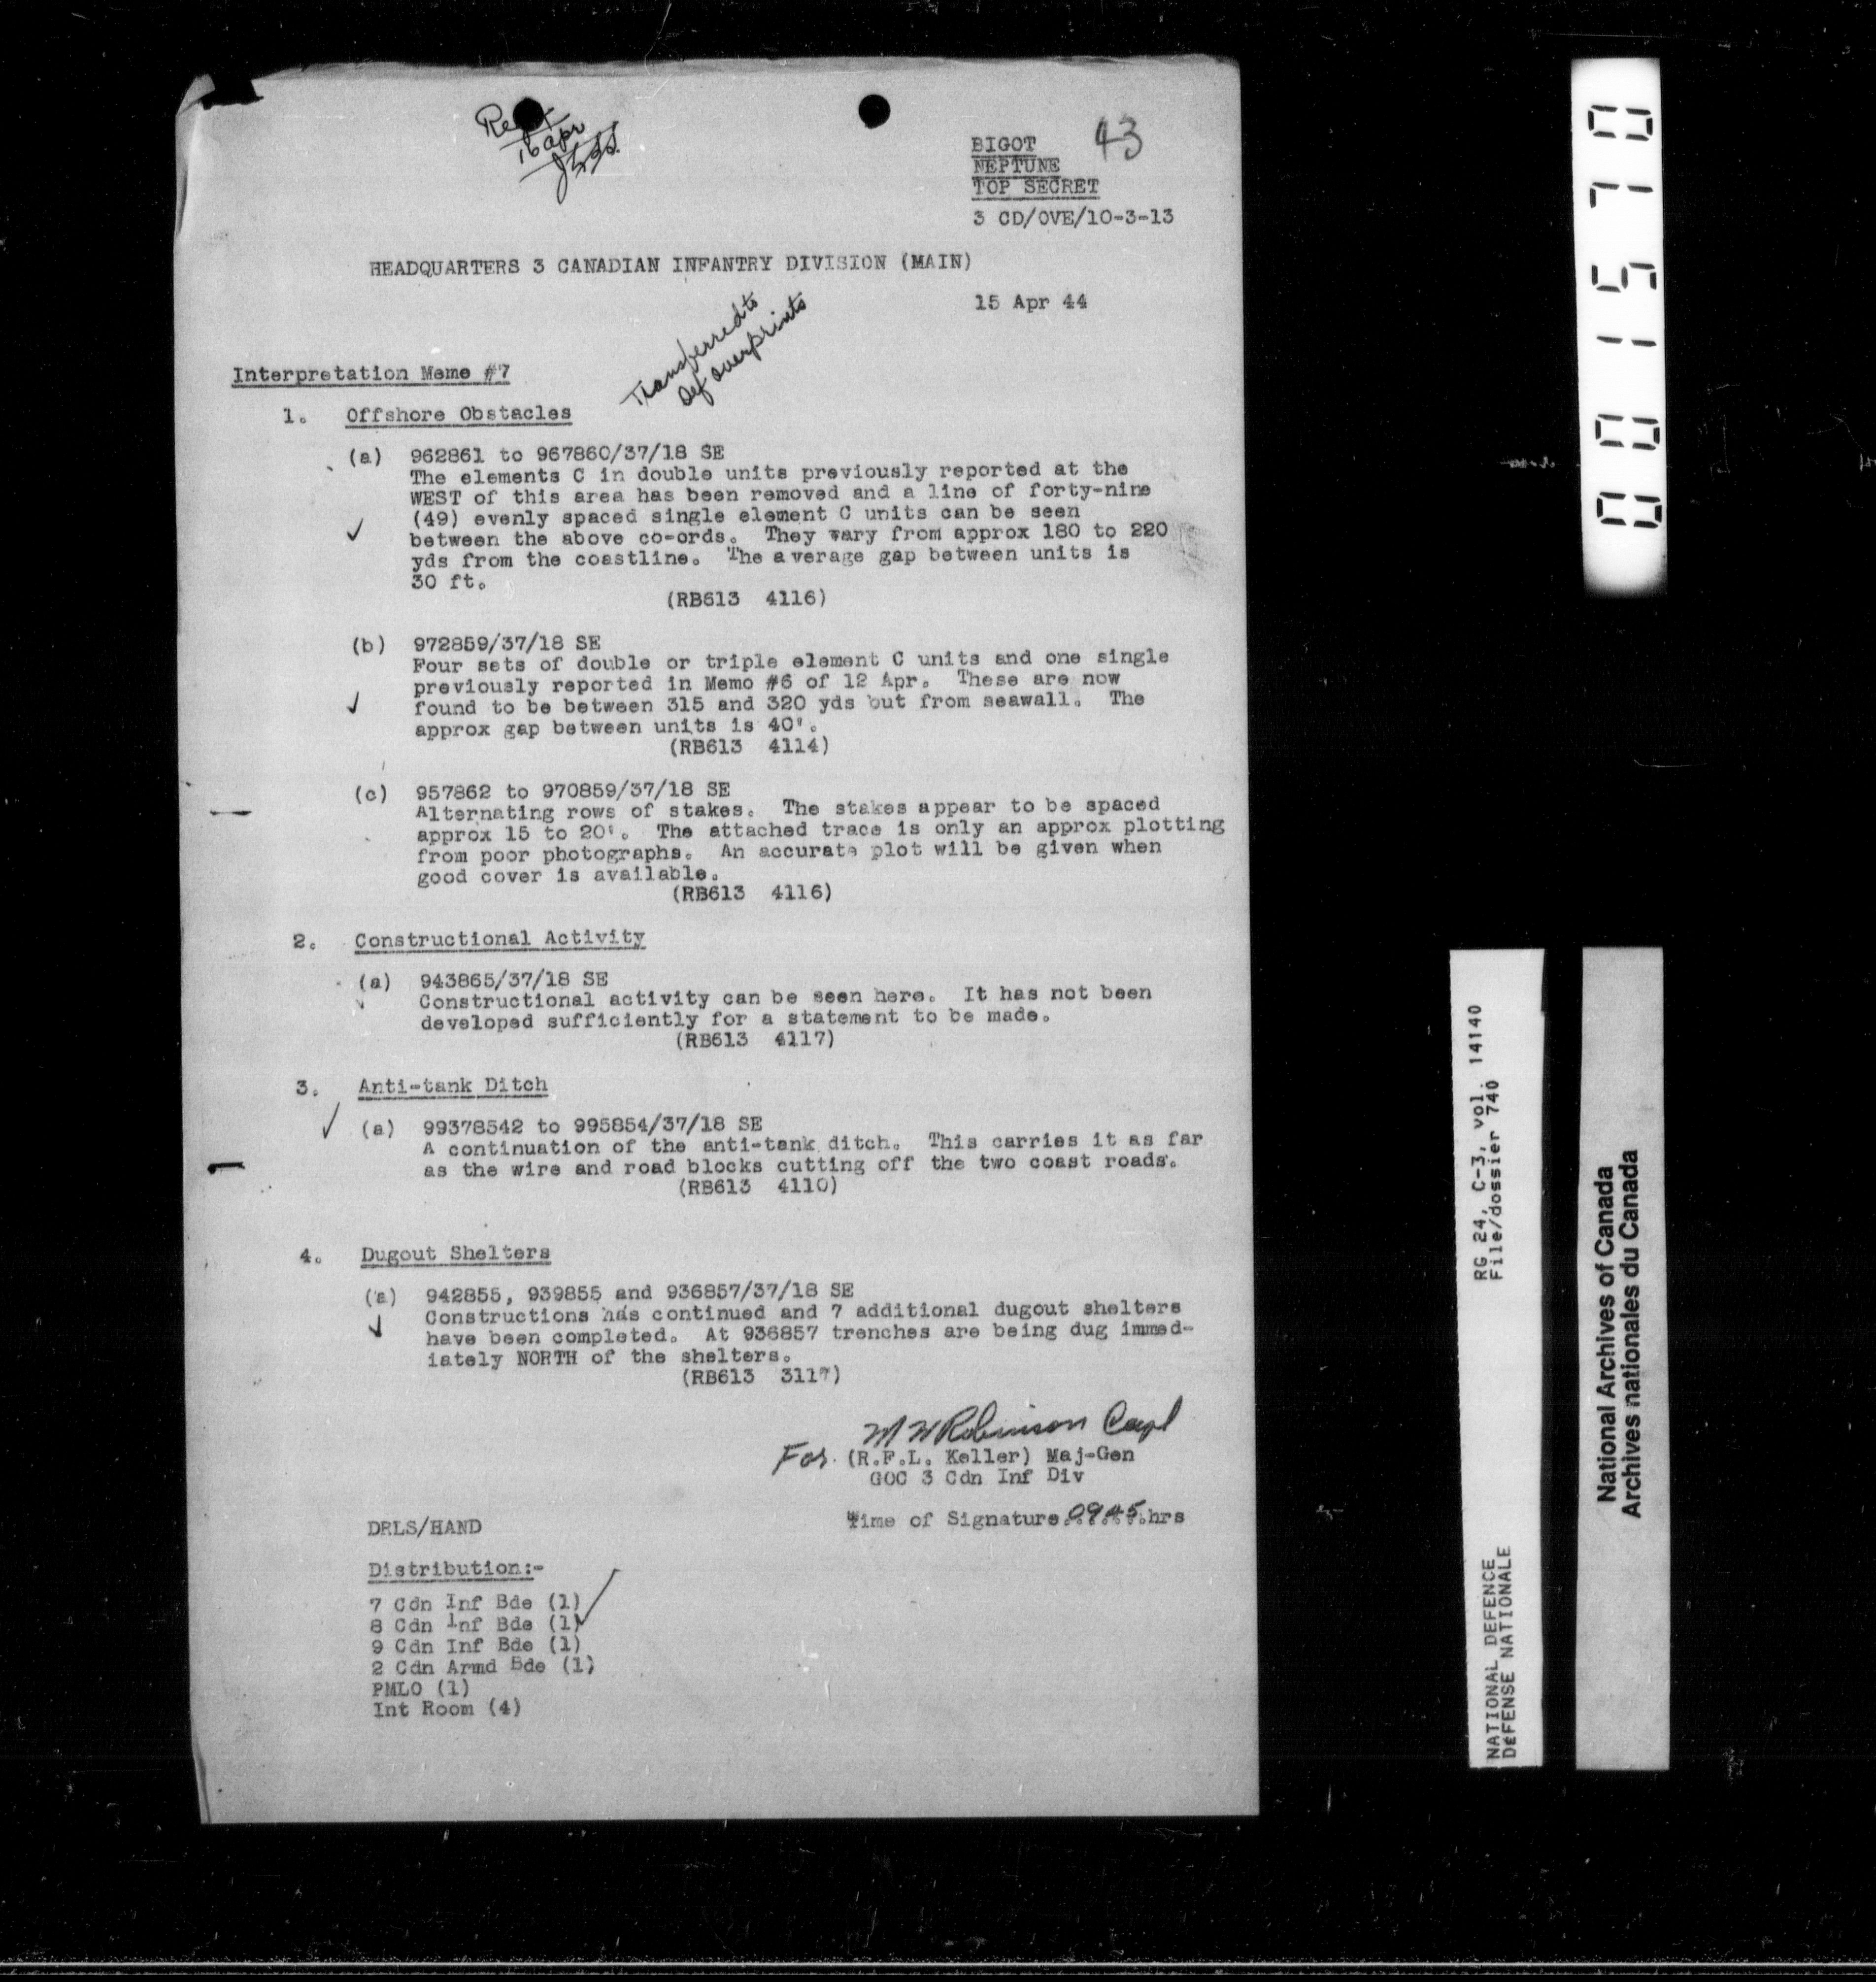 16 apr
43
BIGOT
NEPTUNE
TOP SECRET
3 CD/OVE/10-3-13
HEADQUARTERS 3 CANADIAN INFANTRY DIVISION (MAIN)
15 Apr 44
Transferred to
Def overprints
Interpretation Memo #7
1. Offshore Obstacles
(a) 962861 to 967860/37/18 SE
The elements C in double units previously reported at the
WEST of this area has been removed and a line of forty-nine
(49) evenly spaced single element C units can be seen
between the above co-ords. They vary from approx 180 to 220
yds from the coastline. The average gap between units is
30 ft.
(RB613 4116)
(b) 972859/37/18 SE
Four sets of double or triple element C units and one single
previously reported in Memo #6 of 12 Apr. These are now
found to be between 315 and 320 yds out from seawall. The
approx gap between units is 40'.
(RB613 4114)
(c) 957862 to 970859/37/18 SE
Alternating rows of stakes. The stakes appear to be spaced
approx 15 to 20'. The attached trace is only an approx plotting
from poor photographs. An accurate plot will be given when
good cover is available.
(RB613 4116)
2. Constructional Activity
(a) 943865/37/18 SE
Constructional activity can be seen here. It has not been
developed sufficiently for a statement to be made.
(RB613 4117)
3. Anti-tank Ditch
(a) 99378542 to 995854/37/18 SE
A continuation of the anti-tank ditch. This carries it as far
as the wire and road blocks cutting off the two coast roads.
(RB613 4110)
4. Dugout Shelters
(a) 942855, 939855 and 936857/37/18 SE
Constructions has continued and 7 additional dugout shelters
have been completed. At 936857 trenches are being dug immed-
iately NORTH of the shelters.
(RB613 3117)
M W Robinson Capt
For (R.F.L. Keller) Maj-Gen
GOC 3 Cdn Inf Div
Time of Signature 0945 hrs
DRLS/HAND
Distribution:-
7 Cdn Inf Bde (1)
8 Cdn Inf Bde (1)
9 Cdn Inf Bde (1)
2 Cdn Armd Bde (1)
PMLO (1)
Int Room (4)
001570
RG 24, C-3, vol. 14140
File/dossier 740
NATIONAL DEFENCE
DéFENSE NATIONALE
National Archives of Canada
Archives nationales du Canada